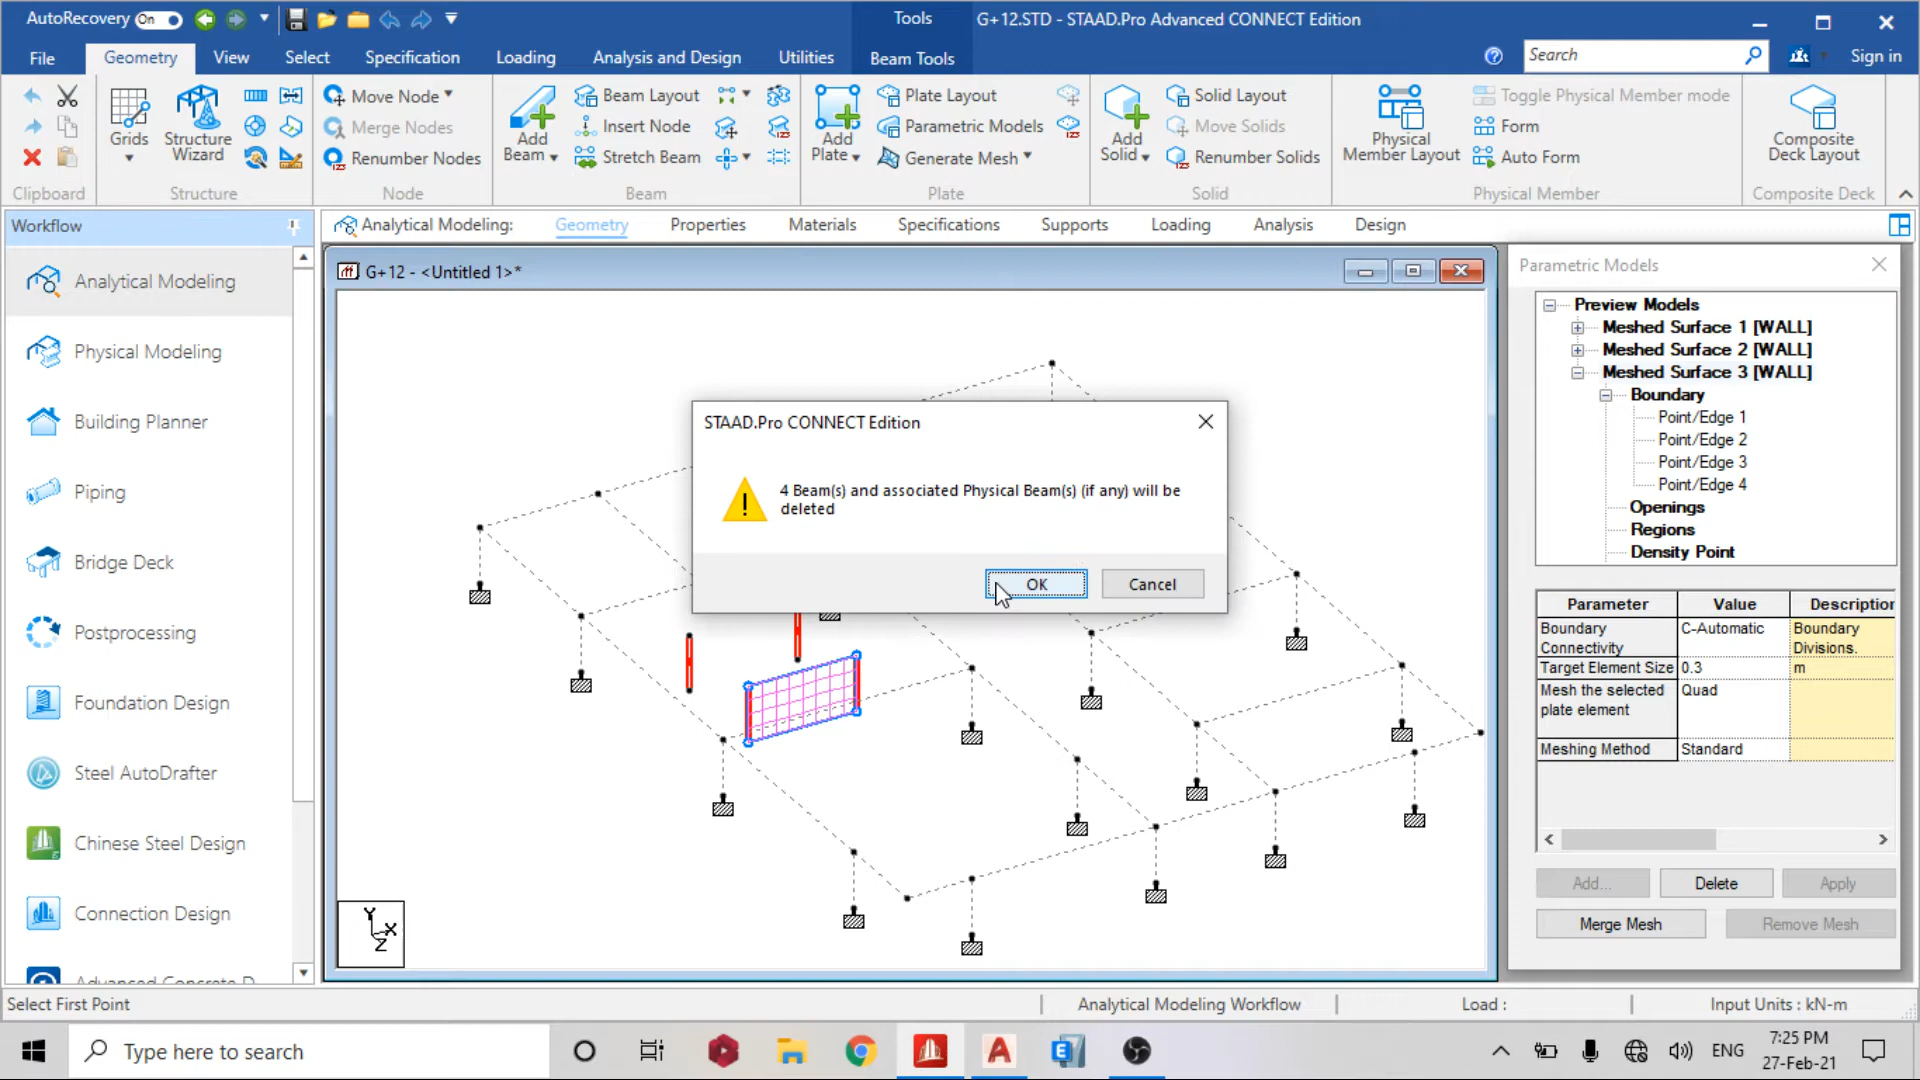 AutoRecovery On
Tools
G+12.STD - STAAD.Pro Advanced CONNECT Edition
File
Geometry
View
Select
Specification
Loading
Analysis and Design
Utilities
Beam Tools
Search
Sign in
Grids
Structure
Wizard
Move Node
Merge Nodes
Renumber Nodes
Add
Beam
Beam Layout
Insert Node
Stretch Beam
Add
Plate
Plate Layout
Parametric Models
Generate Mesh
Add
Solid
Solid Layout
Move Solids
Renumber Solids
Physical
Member Layout
Toggle Physical Member mode
Form
Auto Form
Composite
Deck Layout
Clipboard
Structure
Node
Beam
Plate
Solid
Physical Member
Composite Deck
Workflow
Analytical Modeling:
Geometry
Properties
Materials
Specifications
Supports
Loading
Analysis
Design
Analytical Modeling
Physical Modeling
Building Planner
Piping
Bridge Deck
Postprocessing
Foundation Design
Steel AutoDrafter
Chinese Steel Design
Connection Design
Advanced Concrete D
G+12 - <Untitled 1>*
STAAD.Pro CONNECT Edition
4 Beam(s) and associated Physical Beam(s) (if any) will be
deleted
OK
Cancel
Y
X
Z
Parametric Models
Preview Models
Meshed Surface 1 [WALL]
Meshed Surface 2 [WALL]
Meshed Surface 3 [WALL]
Boundary
Point/Edge 1
Point/Edge 2
Point/Edge 3
Point/Edge 4
Openings
Regions
Density Point
Parameter Value Description
Boundary
Connectivity
C-Automatic
Boundary
Divisions.
Target Element Size 0.3 m
Mesh the selected
plate element
Quad
Meshing Method Standard
Add...
Delete
Apply
Merge Mesh
Remove Mesh
Select First Point
Analytical Modeling Workflow
Load :
Input Units : kN-m
Type here to search
ENG
7:25 PM
27-Feb-21